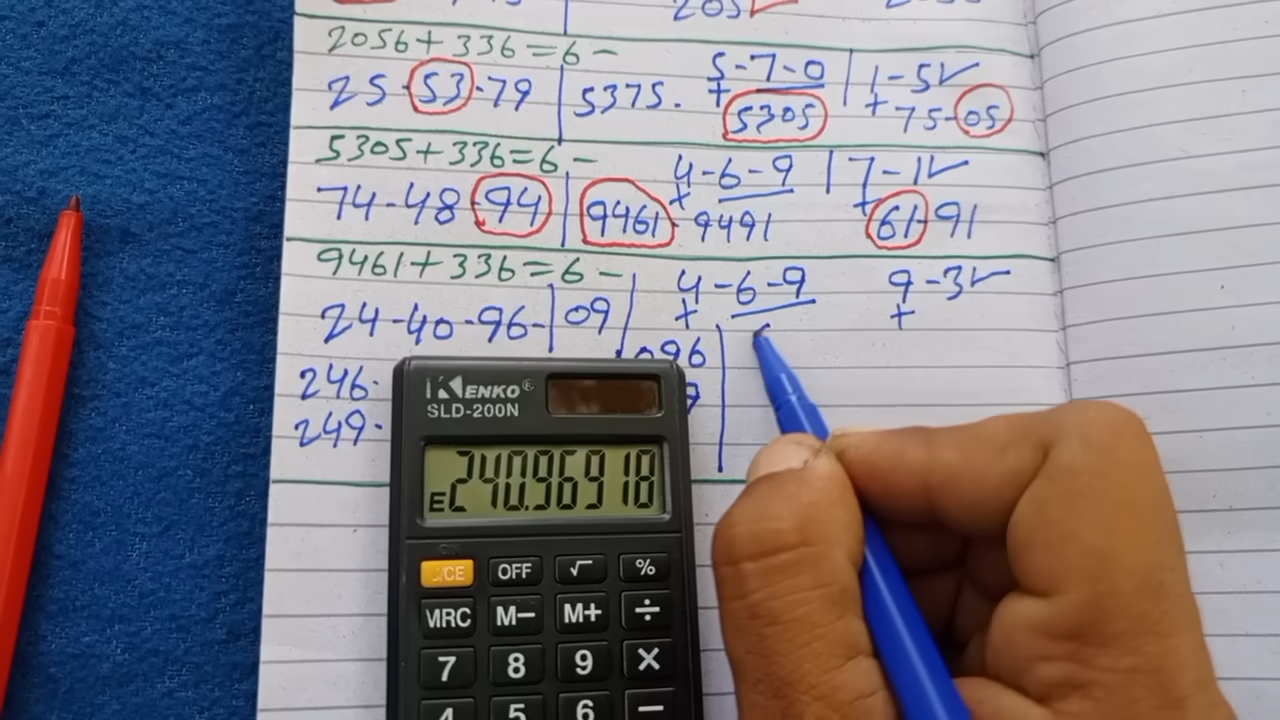 205
2056+336=6-
5-7-0 | 1-5✓
25-53-79 | 5375. + 5305 + 75-05
5305+336=6-
4-6-9 | 7-1✓
74-48-94 | 9461-9491 + + 61-91
9461+336=6-
4-6-9 9-3✓
24-40-96-|09| + +
096
246.
249.
KENKO®
SLD-200N
E240.96918
/CE OFF √ %
MRC M- M+ ÷
7 8 9 ×
4 5 6 -